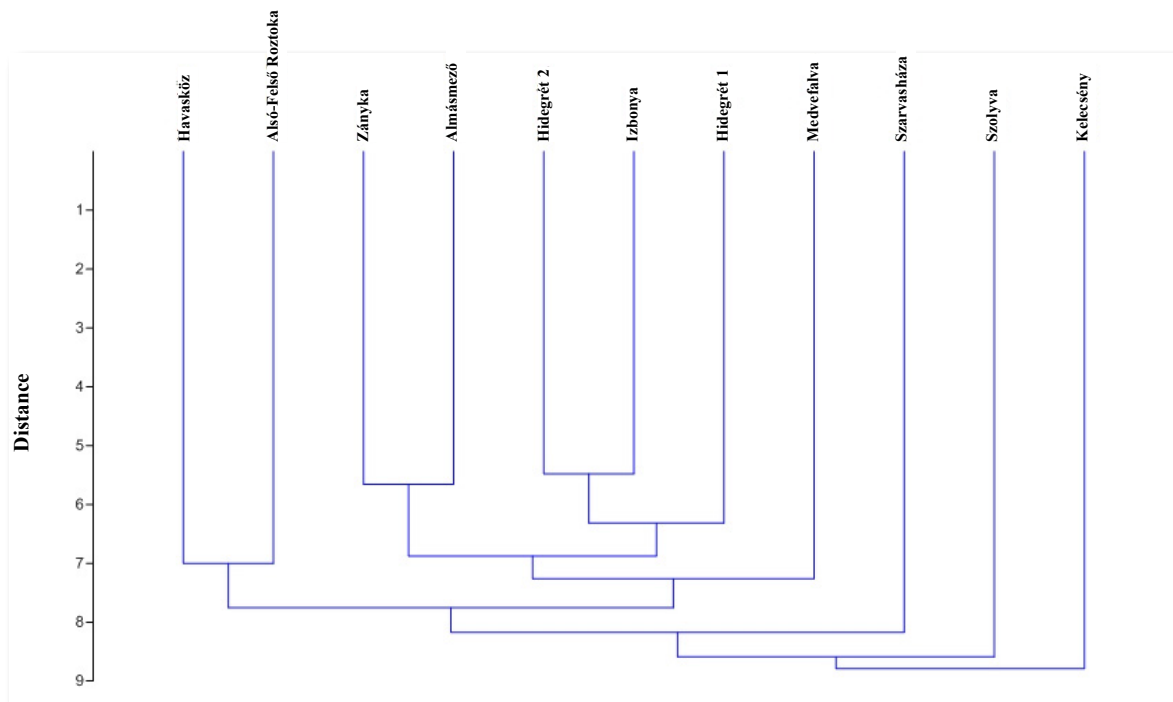 Havasköz
Alsó-Felső Roztoka
Zányka
Almásmező
Hidegrét 2
Izbonya
Hidegrét 1
Medvefalva
Szarvasháza
Szolyva
Kelecsény
1
2
3
4
5
6
7
8
9
Distance